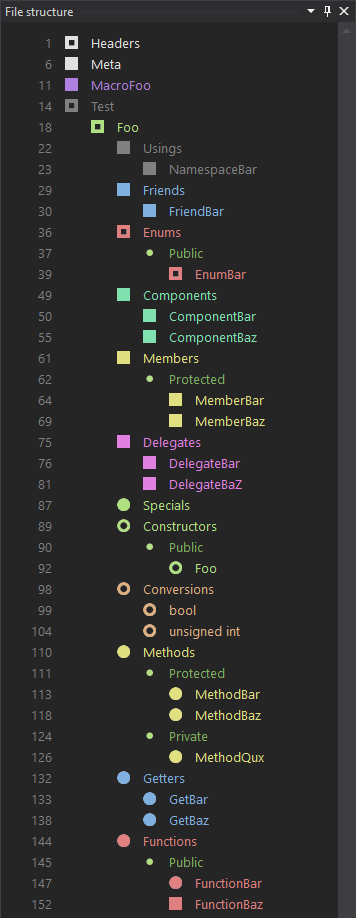 File structure
1 Headers
6 Meta
11 MacroFoo
14 Test
18 Foo
22 Usings
23 NamespaceBar
29 Friends
30 FriendBar
36 Enums
37 Public
39 EnumBar
49 Components
50 ComponentBar
55 ComponentBaz
61 Members
62 Protected
64 MemberBar
69 MemberBaz
75 Delegates
76 DelegateBar
81 DelegateBaZ
87 Specials
89 Constructors
90 Public
92 Foo
98 Conversions
99 bool
104 unsigned int
110 Methods
111 Protected
113 MethodBar
118 MethodBaz
124 Private
126 MethodQux
132 Getters
133 GetBar
138 GetBaz
144 Functions
145 Public
147 FunctionBar
152 FunctionBaz